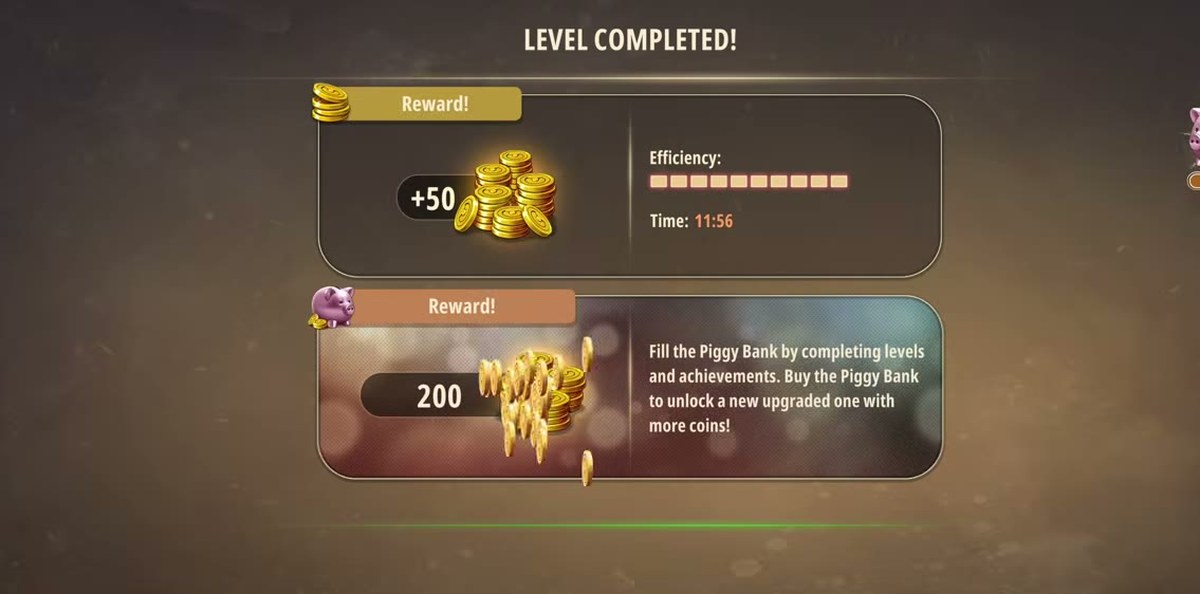 LEVEL COMPLETED!
Reward!
+50
Efficiency:
Time: 11:56
Reward!
200
Fill the Piggy Bank by completing levels
and achievements. Buy the Piggy Bank
to unlock a new upgraded one with
more coins!